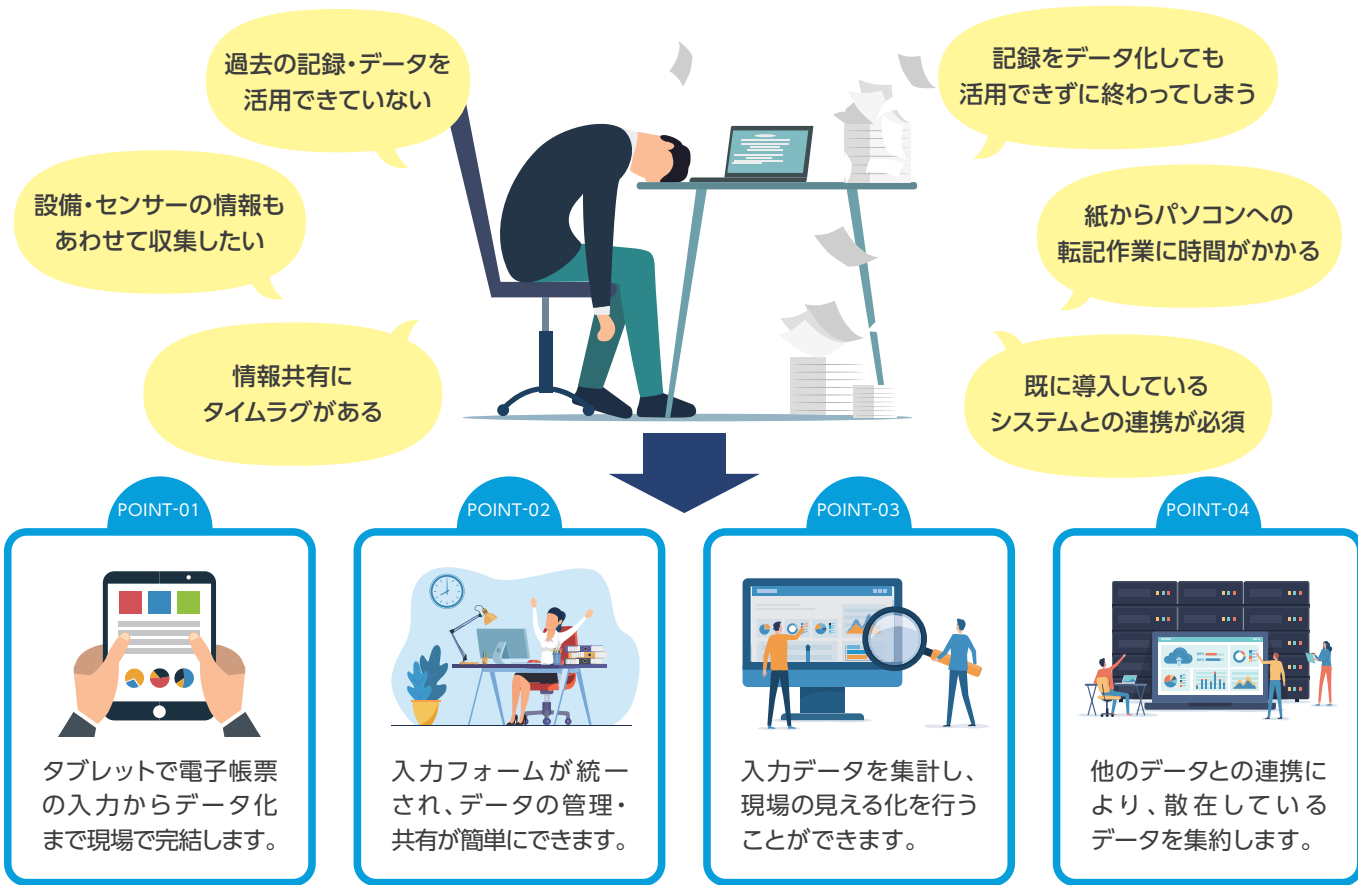 過去の記録・データを
活用できていない
記録をデータ化しても
活用できずに終わってしまう
設備・センサーの情報も
あわせて収集したい
紙からパソコンへの
転記作業に時間がかかる
情報共有に
タイムラグがある
既に導入している
システムとの連携が必須
POINT-01
タブレットで電子帳票
の入力からデータ化
まで現場で完結します。
POINT-02
入力フォームが統一
され、データの管理・
共有が簡単にできます。
POINT-03
入力データを集計し、
現場の見える化を行う
ことができます。
POINT-04
他のデータとの連携に
より、散在している
データを集約します。